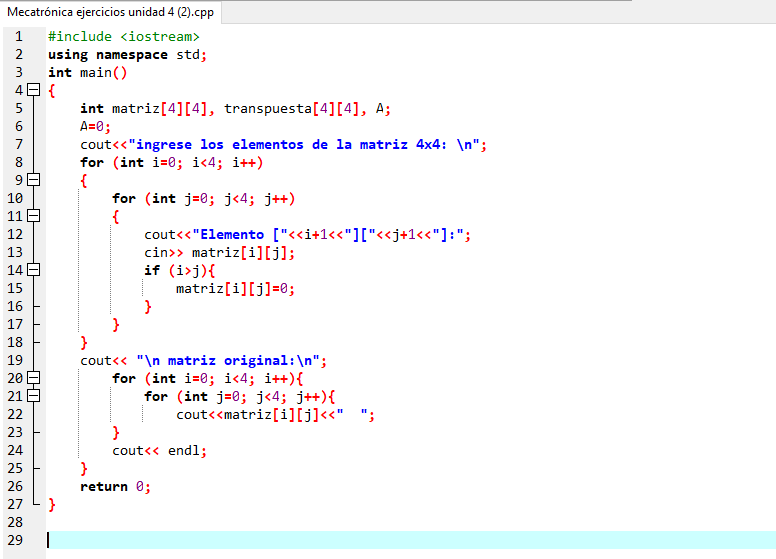 Mecatrónica ejercicios unidad 4 (2).cpp
1 #include <iostream>
2 using namespace std;
3 int main()
4 {
5 int matriz[4][4], transpuesta[4][4], A;
6 A=0;
7 cout<<"ingrese los elementos de la matriz 4x4: \n";
8 for (int i=0; i<4; i++)
9 {
10 for (int j=0; j<4; j++)
11 {
12 cout<<"Elemento ["<<i+1<<"]["<<j+1<<"]:";
13 cin>> matriz[i][j];
14 if (i>j){
15 matriz[i][j]=0;
16 }
17 }
18 }
19 cout<< "\n matriz original:\n";
20 for (int i=0; i<4; i++){
21 for (int j=0; j<4; j++){
22 cout<<matriz[i][j]<<"  ";
23 }
24 cout<< endl;
25 }
26 return 0;
27 }
28
29